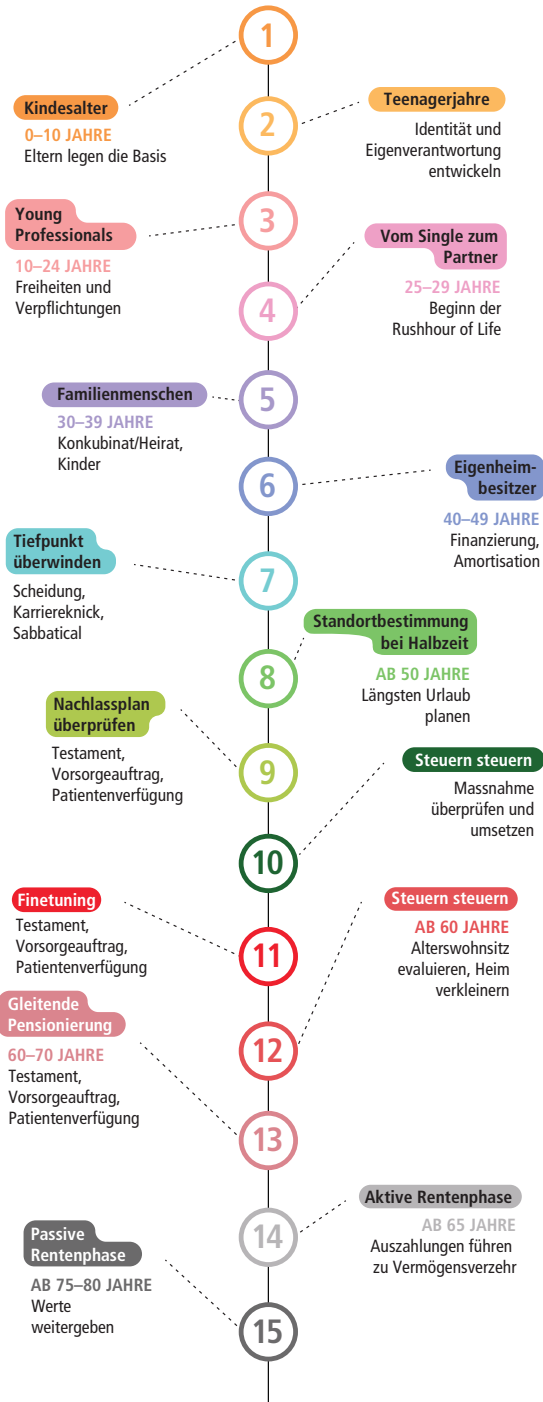 1
Kindesalter
0–10 JAHRE
Eltern legen die Basis
2
Teenagerjahre
Identität und
Eigenverantwortung
entwickeln
3
Young
Professionals
10–24 JAHRE
Freiheiten und
Verpflichtungen
4
Vom Single zum
Partner
25–29 JAHRE
Beginn der
Rushhour of Life
5
Familienmenschen
30–39 JAHRE
Konkubinat/Heirat,
Kinder
6
Eigenheim-
besitzer
40–49 JAHRE
Finanzierung,
Amortisation
7
Tiefpunkt
überwinden
Scheidung,
Karriereknick,
Sabbatical
8
Standortbestimmung
bei Halbzeit
AB 50 JAHRE
Längsten Urlaub
planen
9
Nachlassplan
überprüfen
Testament,
Vorsorgeauftrag,
Patientenverfügung
10
Steuern steuern
Massnahme
überprüfen und
umsetzen
11
Finetuning
Testament,
Vorsorgeauftrag,
Patientenverfügung
12
Steuern steuern
AB 60 JAHRE
Alterswohnsitz
evaluieren, Heim
verkleinern
13
Gleitende
Pensionierung
60–70 JAHRE
Testament,
Vorsorgeauftrag,
Patientenverfügung
14
Aktive Rentenphase
AB 65 JAHRE
Auszahlungen führen
zu Vermögensverzehr
15
Passive
Rentenphase
AB 75–80 JAHRE
Werte
weitergeben